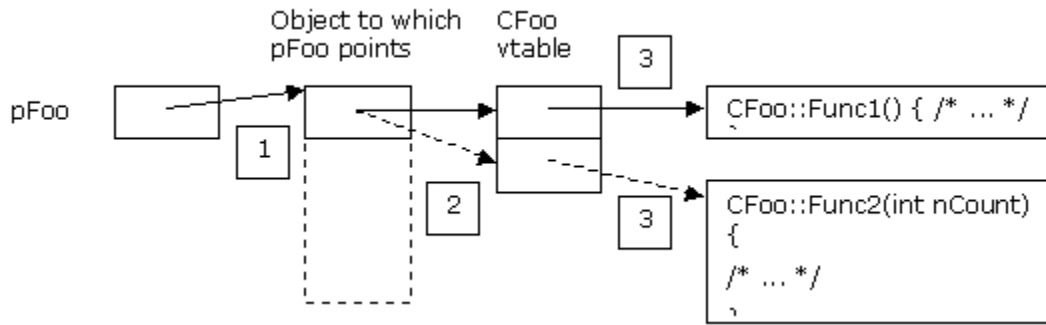 Object to which
pFoo points
CFoo
vtable
3
pFoo
CFoo::Func1() { /* ... */
1
2
3
CFoo::Func2(int nCount)
{
/* ... */